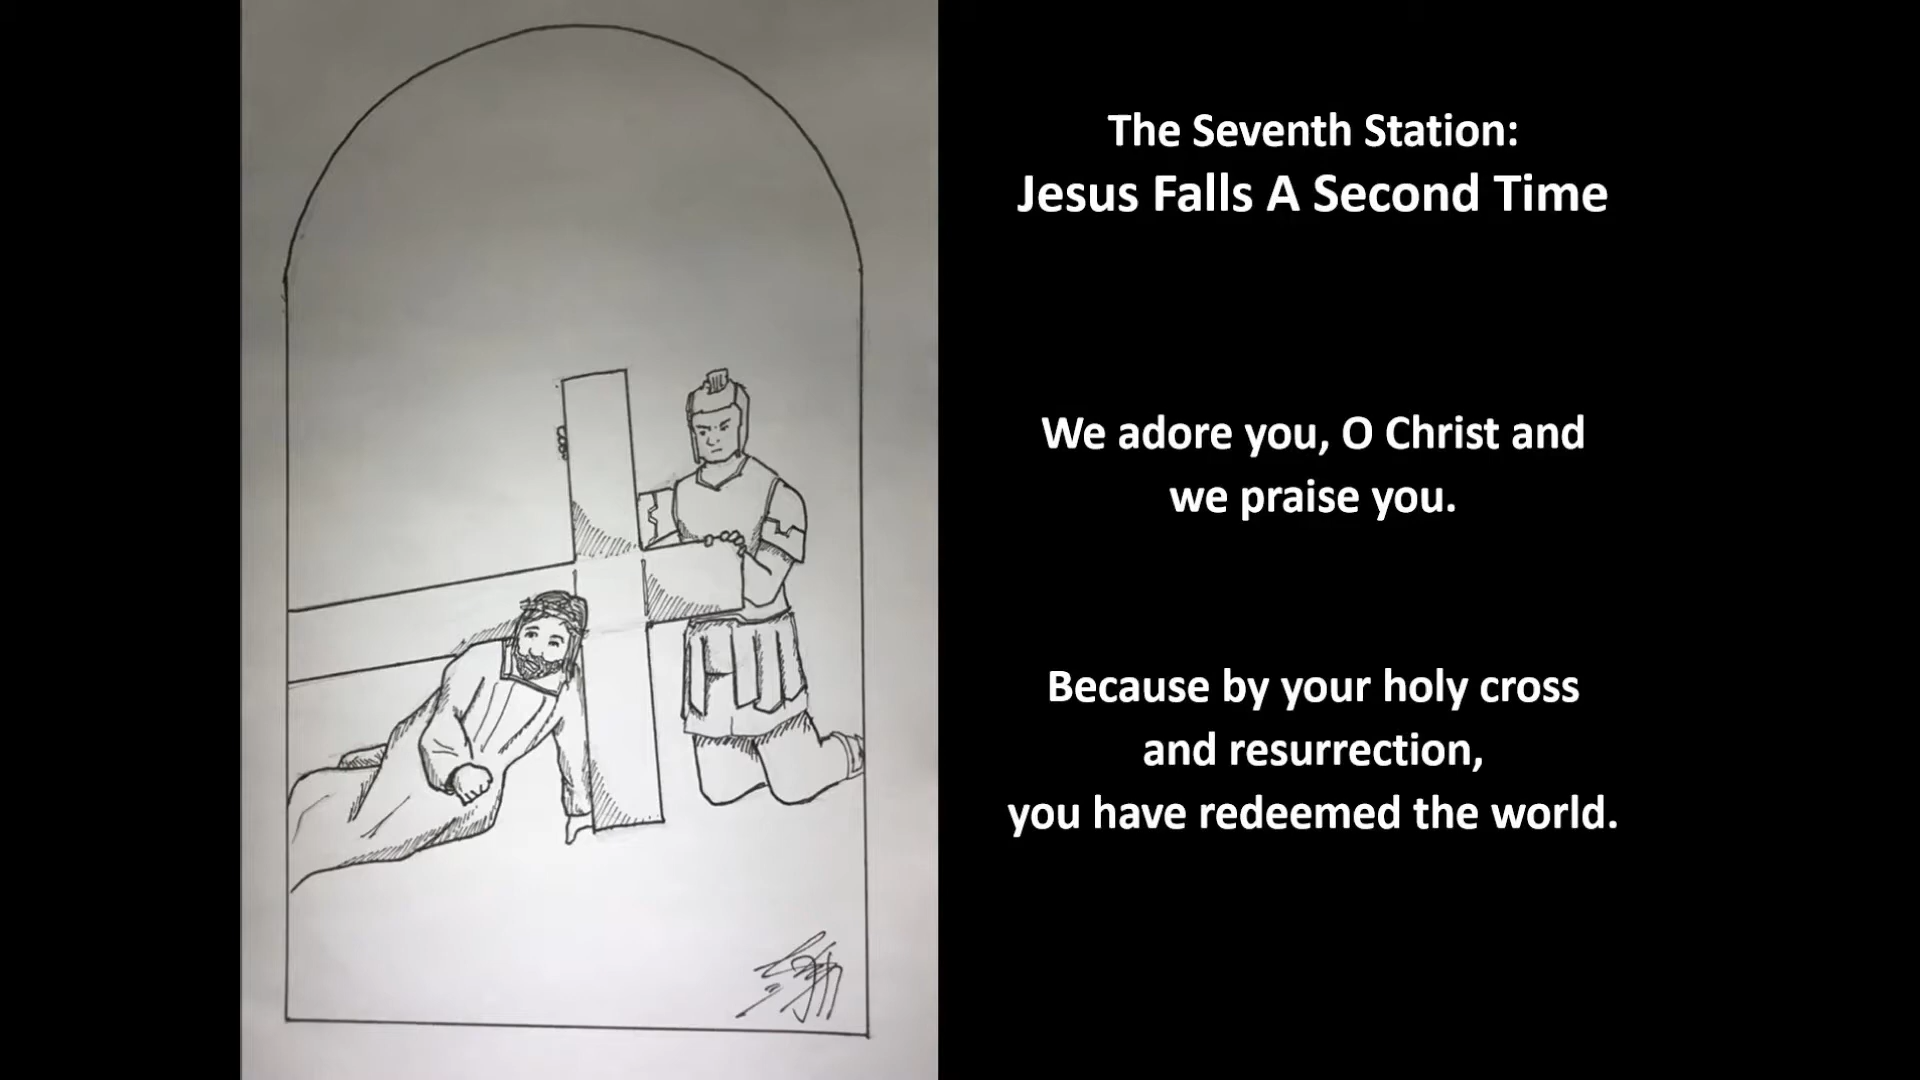 The Seventh Station:
Jesus Falls A Second Time
We adore you, O Christ and
we praise you.
Because by your holy cross
and resurrection,
you have redeemed the world.